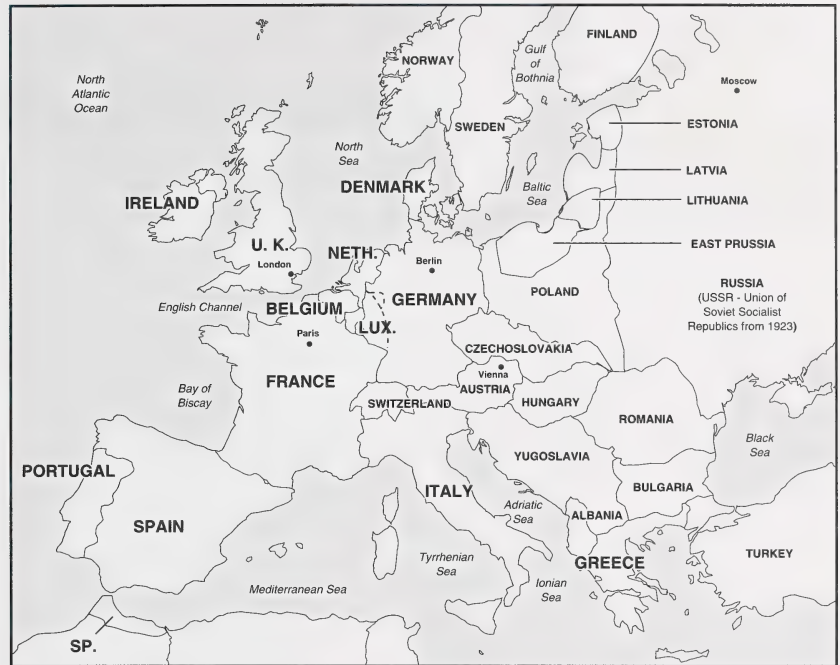 FINLAND
NORWAY
Gulf
of
Bothnia
Moscow
North
Atlantic
Ocean
ESTONIA
SWEDEN
North
Sea
LATVIA
DENMARK
Baltic
Sea
LITHUANIA
IRELAND
EAST PRUSSIA
U. K.
NETH.
London
Berlin
RUSSIA
(USSR - Union of
Soviet Socialist
Republics from 1923)
POLAND
GERMANY
English Channel
BELGIUM
LUX.
Paris
CZECHOSLOVAKIA
Vienna
FRANCE
AUSTRIA
Bay of
Biscay
SWITZERLAND
HUNGARY
ROMANIA
Black
Sea
YUGOSLAVIA
PORTUGAL
BULGARIA
ITALY
Adriatic
Sea
ALBANIA
SPAIN
TURKEY
Tyrrhenian
Sea
GREECE
Mediterranean Sea
Ionian
Sea
SP.